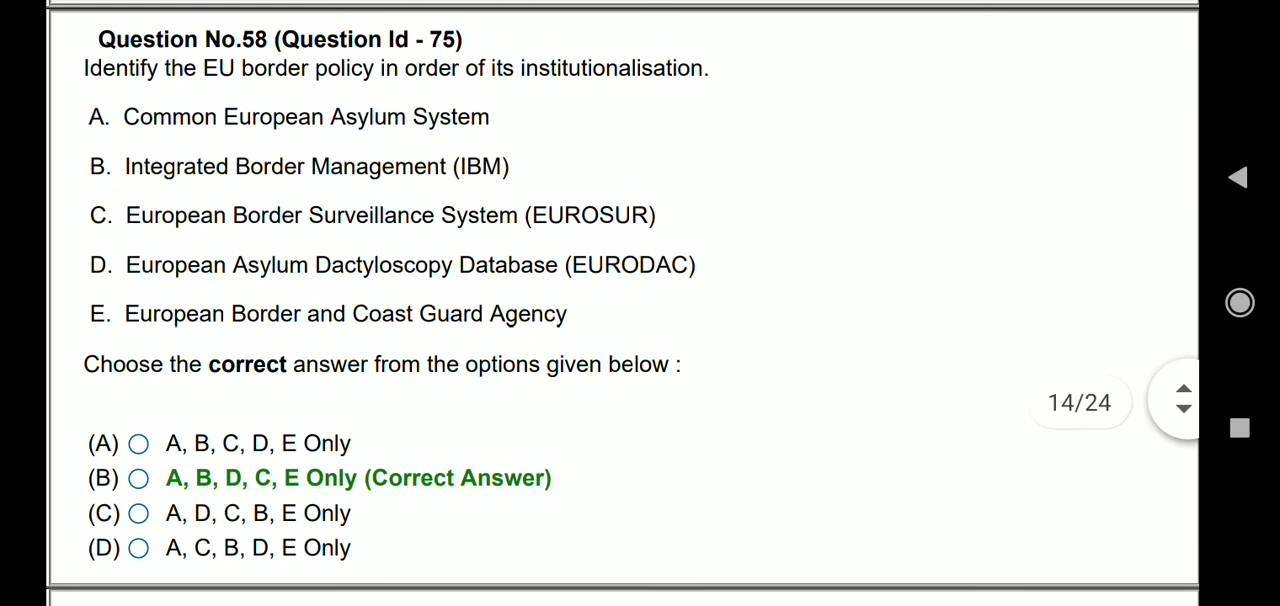 Question No.58 (Question Id - 75)
Identify the EU border policy in order of its institutionalisation.
A. Common European Asylum System
B. Integrated Border Management (IBM)
C. European Border Surveillance System (EUROSUR)
D. European Asylum Dactyloscopy Database (EURODAC)
E. European Border and Coast Guard Agency
Choose the correct answer from the options given below :
14/24
(A) A, B, C, D, E Only
(B) A, B, D, C, E Only (Correct Answer)
(C) A, D, C, B, E Only
(D) A, C, B, D, E Only